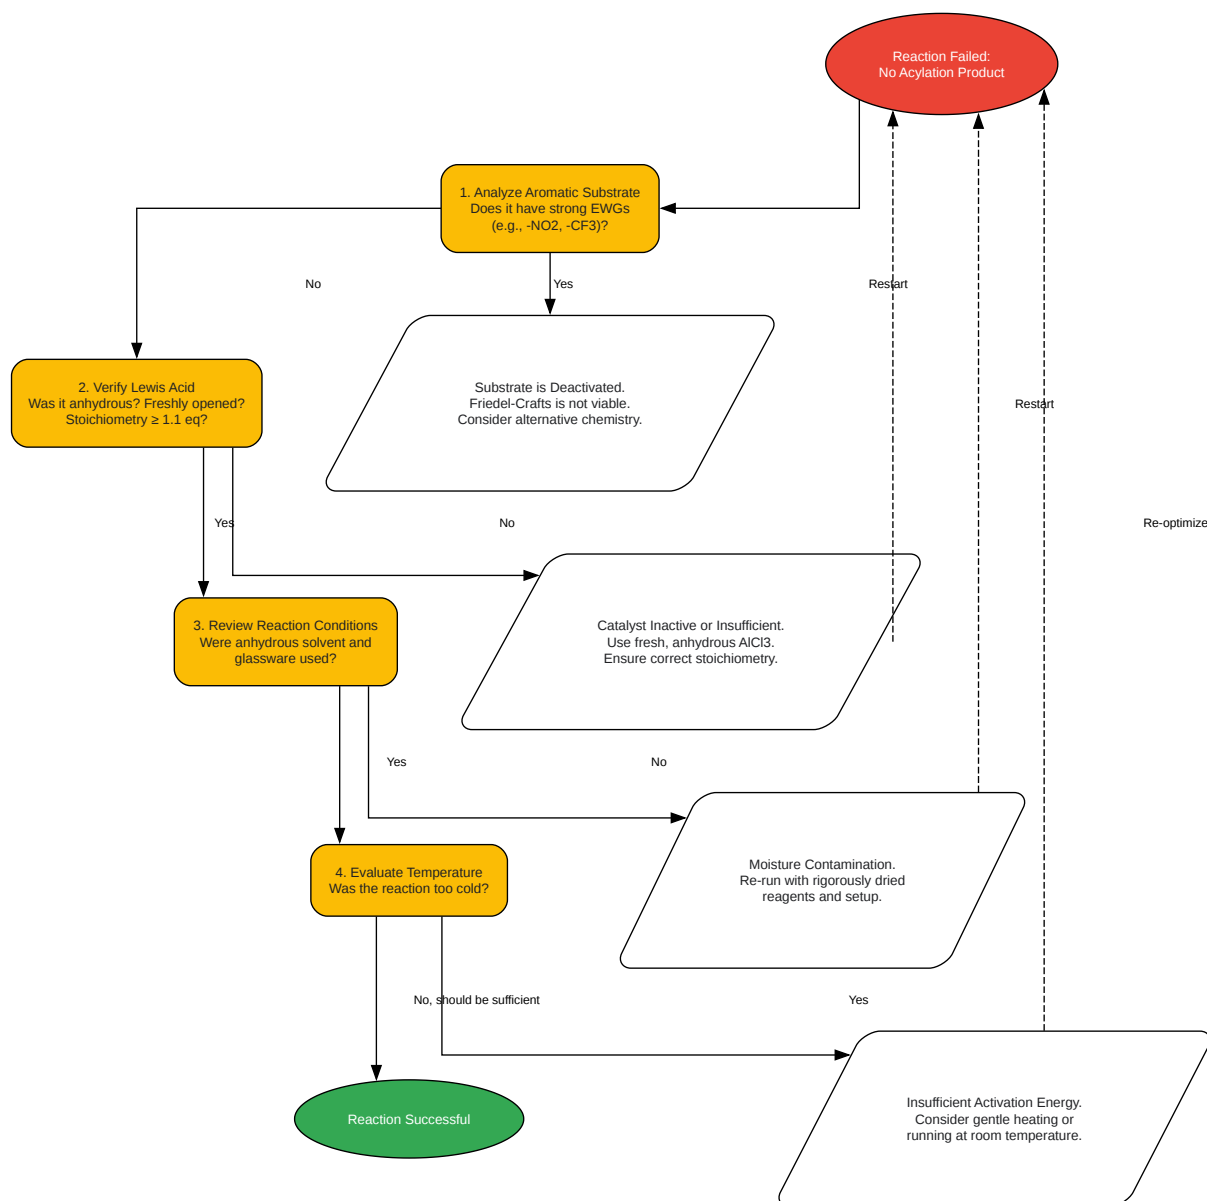 Reaction Failed:
No Acylation Product
1. Analyze Aromatic Substrate
Does it have strong EWGs
(e.g., -NO2, -CF3)?
No
Yes
Restart
2. Verify Lewis Acid
Was it anhydrous? Freshly opened?
Stoichiometry ≥ 1.1 eq?
Substrate is Deactivated.
Friedel-Crafts is not viable.
Consider alternative chemistry.
Restart
Yes
No
Re-optimize
3. Review Reaction Conditions
Were anhydrous solvent and
glassware used?
Catalyst Inactive or Insufficient.
Use fresh, anhydrous AlCl3.
Ensure correct stoichiometry.
Yes
No
4. Evaluate Temperature
Was the reaction too cold?
Moisture Contamination.
Re-run with rigorously dried
reagents and setup.
No, should be sufficient
Yes
Reaction Successful
Insufficient Activation Energy.
Consider gentle heating or
running at room temperature.